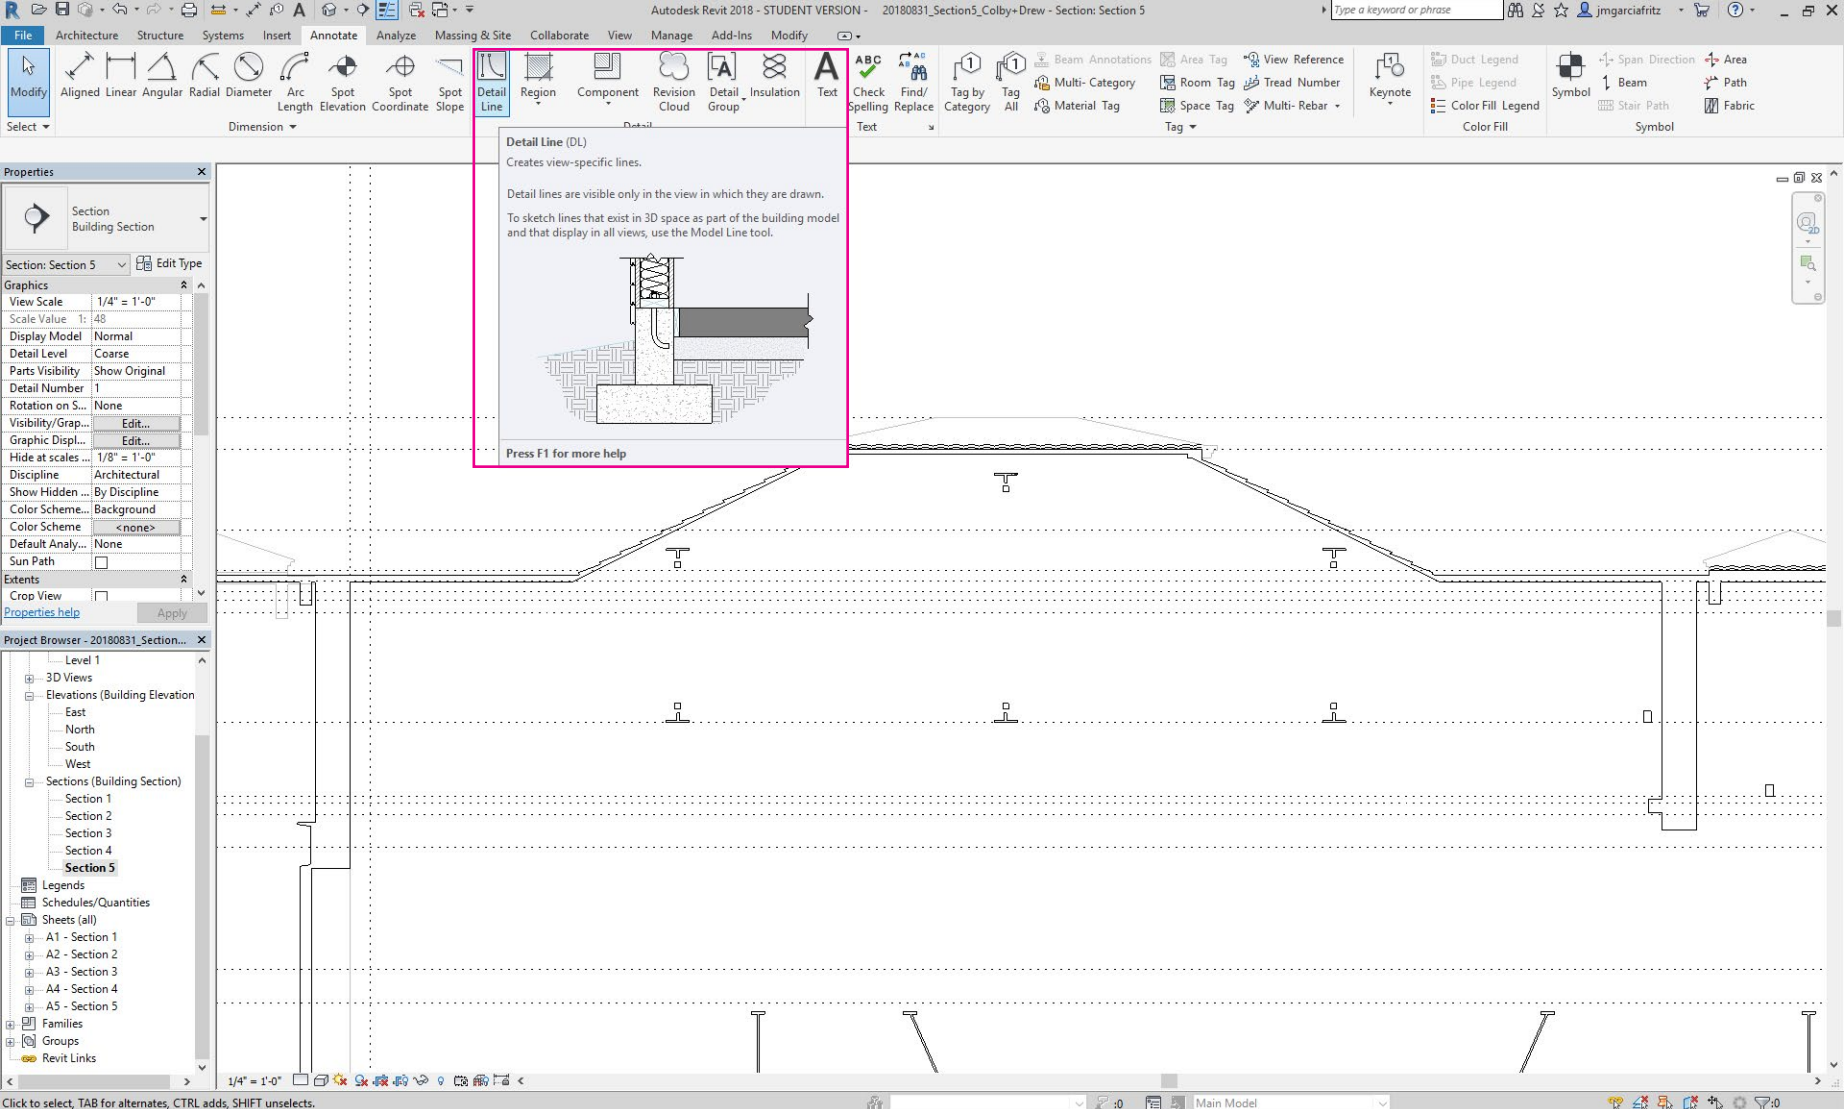 Autodesk Revit 2018 - STUDENT VERSION - 20180831_Section5_Colby+Drew - Section: Section 5
Type a keyword or phrase
jmgarciafritz
File Architecture Structure Systems Insert Annotate Analyze Massing & Site Collaborate View Manage Add-Ins Modify
Modify
Select
Aligned
Linear
Angular
Radial
Diameter
Arc Length
Spot Elevation
Spot Coordinate
Spot Slope
Dimension
Detail Line
Region
Component
Revision Cloud
Detail Group
Insulation
Detail
Text
ABC
Check Spelling
Find/ Replace
Text
Tag by Category
Tag All
Beam Annotations
Multi- Category
Material Tag
Area Tag
Room Tag
Space Tag
View Reference
Tread Number
Multi- Rebar
Tag
Keynote
Duct Legend
Pipe Legend
Color Fill Legend
Color Fill
Symbol
Span Direction
Beam
Stair Path
Area
Path
Fabric
Symbol
Detail Line (DL)
Creates view-specific lines.
Detail lines are visible only in the view in which they are drawn.
To sketch lines that exist in 3D space as part of the building model
and that display in all views, use the Model Line tool.
Press F1 for more help
2D
Properties
Section
Building Section
Section: Section 5 Edit Type
Graphics
View Scale 1/4" = 1'-0"
Scale Value 1: 48
Display Model Normal
Detail Level Coarse
Parts Visibility Show Original
Detail Number 1
Rotation on S... None
Visibility/Grap... Edit...
Graphic Displ... Edit...
Hide at scales ... 1/8" = 1'-0"
Discipline Architectural
Show Hidden ... By Discipline
Color Scheme... Background
Color Scheme <none>
Default Analy... None
Sun Path
Extents
Crop View
Properties help Apply
Project Browser - 20180831_Section...
Level 1
3D Views
Elevations (Building Elevation
East
North
South
West
Sections (Building Section)
Section 1
Section 2
Section 3
Section 4
Section 5
Legends
Schedules/Quantities
Sheets (all)
A1 - Section 1
A2 - Section 2
A3 - Section 3
A4 - Section 4
A5 - Section 5
Families
Groups
Revit Links
1/4" = 1'-0"
Click to select, TAB for alternates, CTRL adds, SHIFT unselects.
:0
Main Model
:0